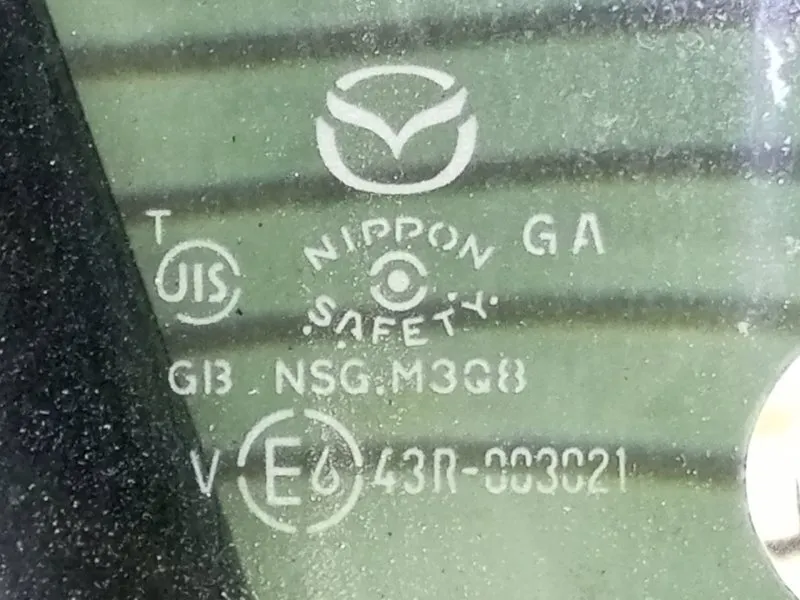 T
JIS
NIPPON
SAFETY
GA
GB NSG.M3Q8
V E6 43R-003021